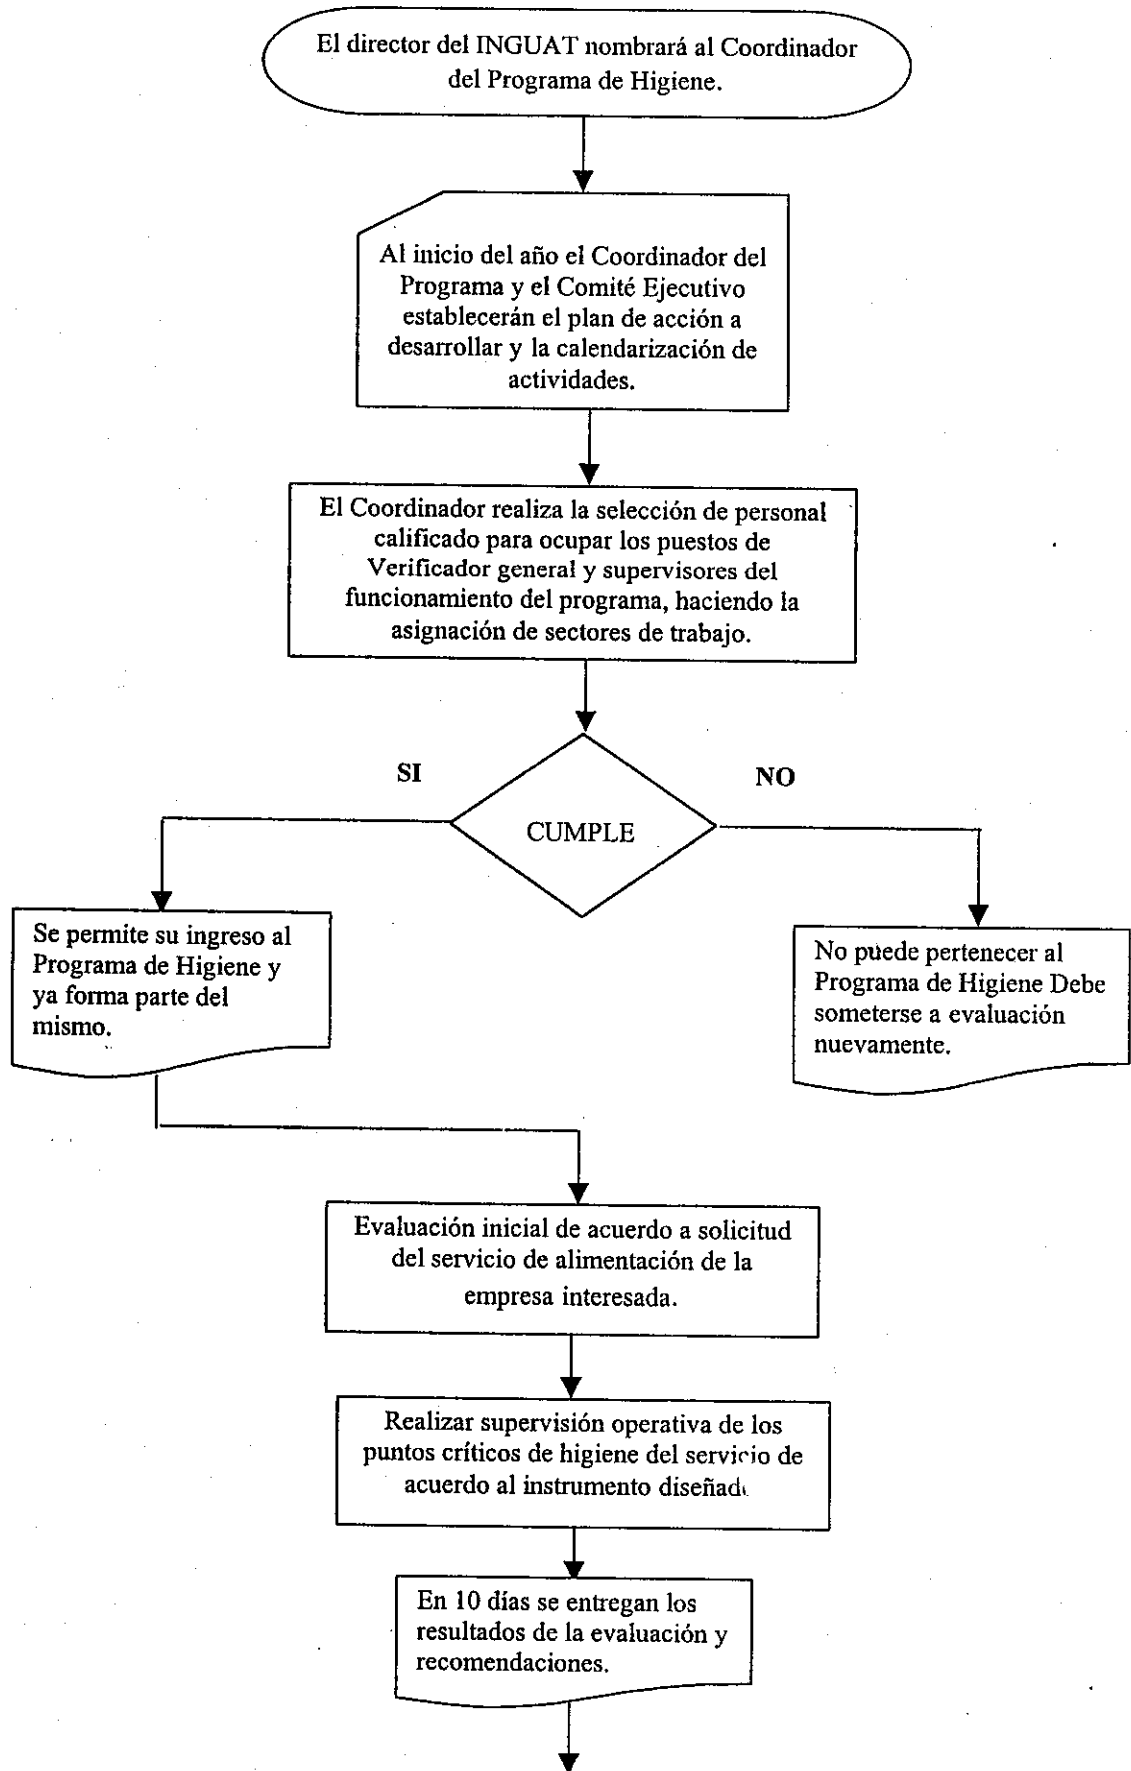 El director del INGUAT nombrará al Coordinador
del Programa de Higiene.
Al inicio del año el Coordinador del
Programa y el Comité Ejecutivo
establecerán el plan de acción a
desarrollar y la calendarización de
actividades.
El Coordinador realiza la selección de personal
calificado para ocupar los puestos de
Verificador general y supervisores del
funcionamiento del programa, haciendo la
asignación de sectores de trabajo.
SI
NO
CUMPLE
Se permite su ingreso al
Programa de Higiene y
ya forma parte del
mismo.
No puede pertenecer al
Programa de Higiene Debe
someterse a evaluación
nuevamente.
Evaluación inicial de acuerdo a solicitud
del servicio de alimentación de la
empresa interesada.
Realizar supervisión operativa de los
puntos críticos de higiene del servicio de
acuerdo al instrumento diseñad
En 10 días se entregan los
resultados de la evaluación y
recomendaciones.